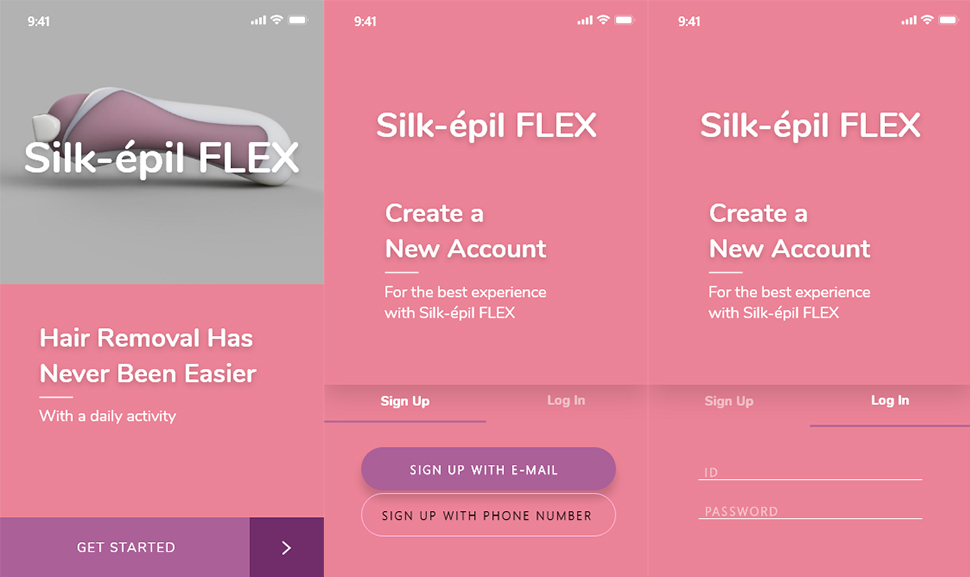 9:41
Silk-épil FLEX
Hair Removal Has
Never Been Easier
With a daily activity
GET STARTED
9:41
Silk-épil FLEX
Create a
New Account
For the best experience
with Silk-épil FLEX
Sign Up
Log In
SIGN UP WITH E-MAIL
SIGN UP WITH PHONE NUMBER
9:41
Silk-épil FLEX
Create a
New Account
For the best experience
with Silk-épil FLEX
Sign Up
Log In
ID
PASSWORD